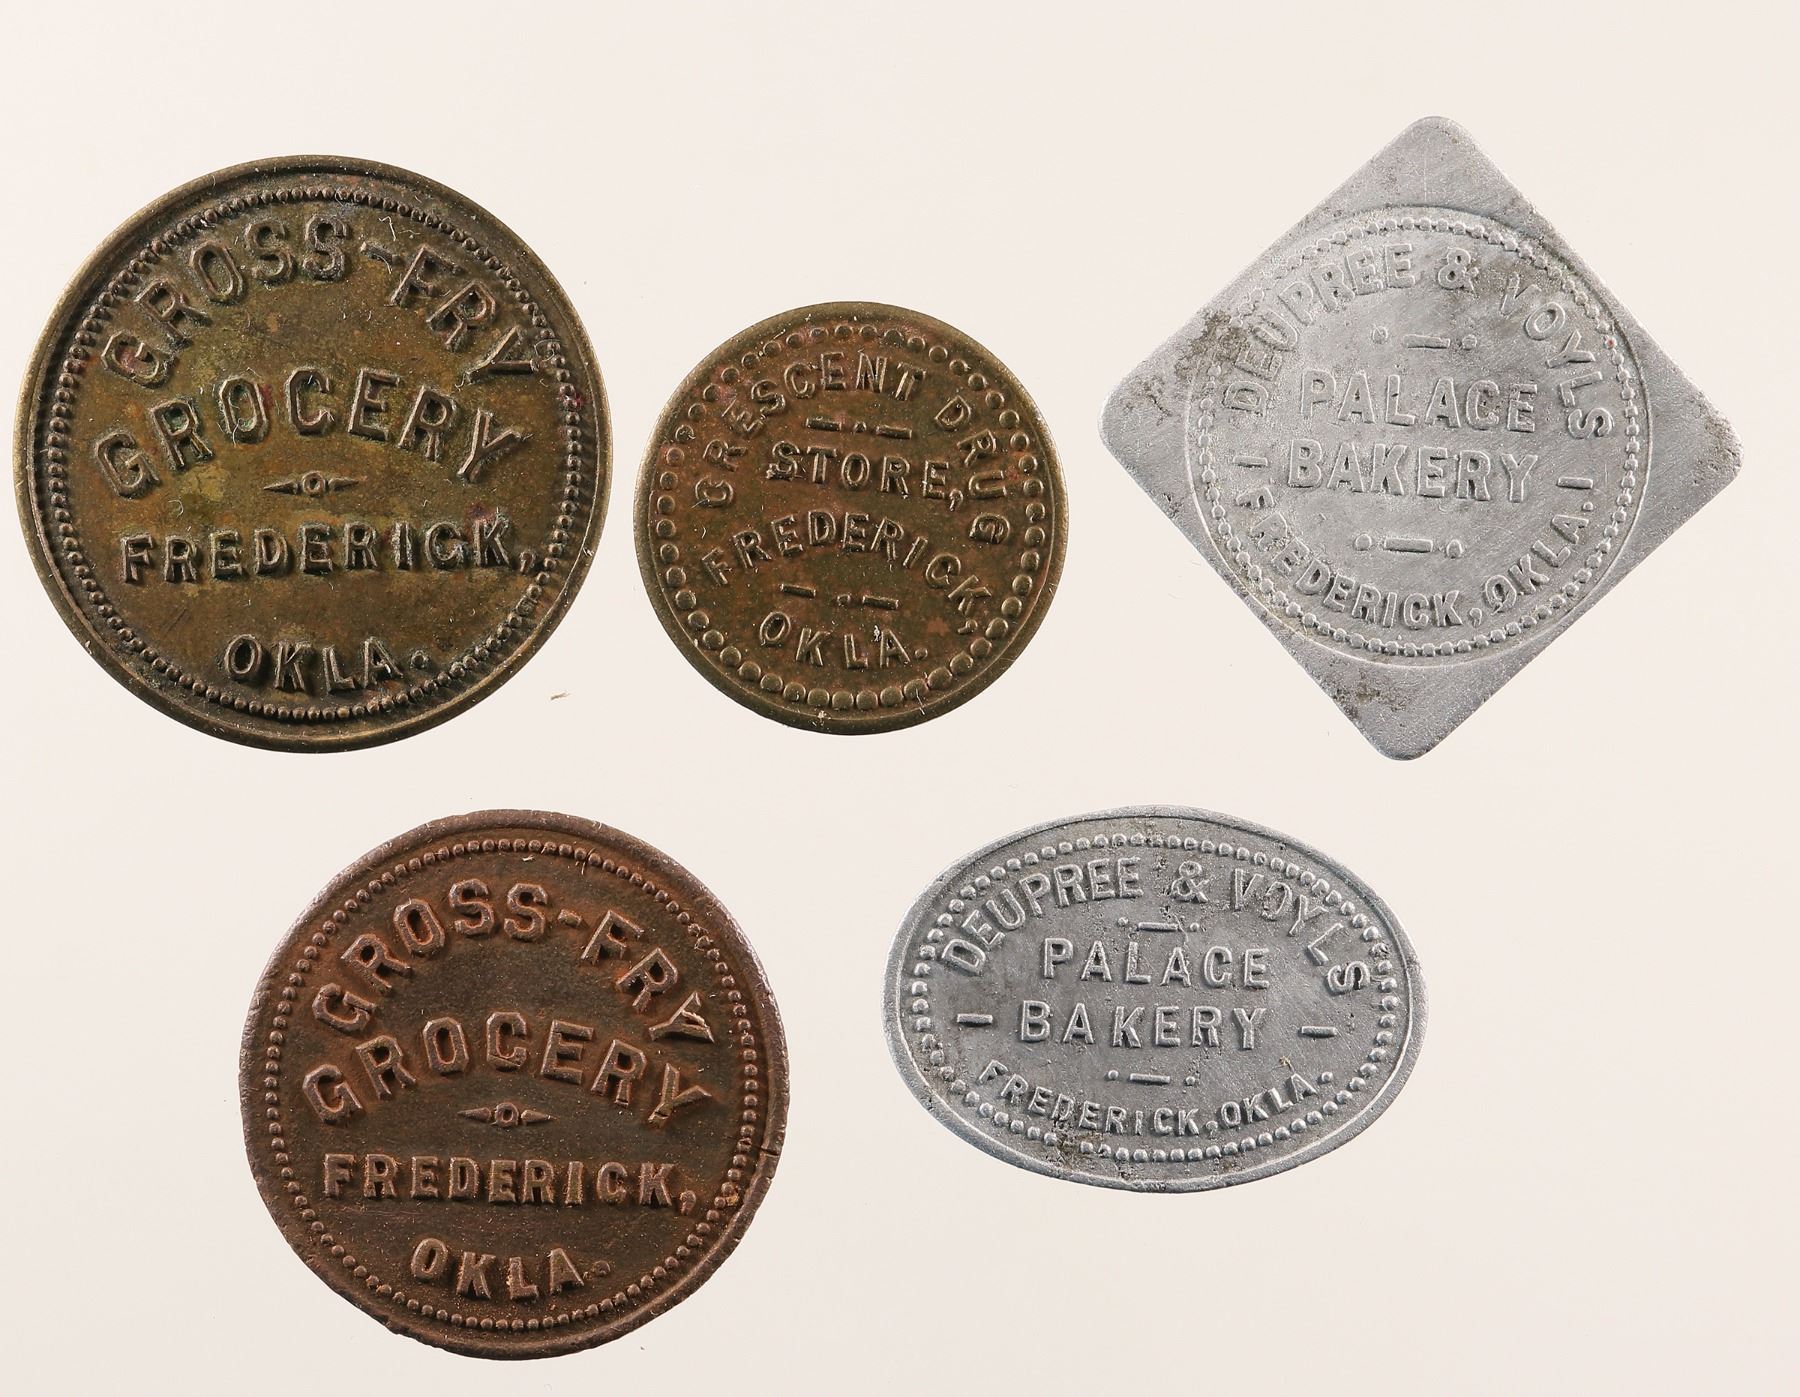 GROSS-FRY
GROCERY
FREDERICK,
OKLA.
CRESCENT DRUG
STORE,
FREDERICK,
OKLA.
DEUPREE & VOYLS
PALACE
BAKERY
FREDERICK, OKLA.
GROSS-FRY
GROCERY
FREDERICK,
OKLA.
DEUPREE & VOYLS
PALACE
BAKERY
FREDERICK, OKLA.